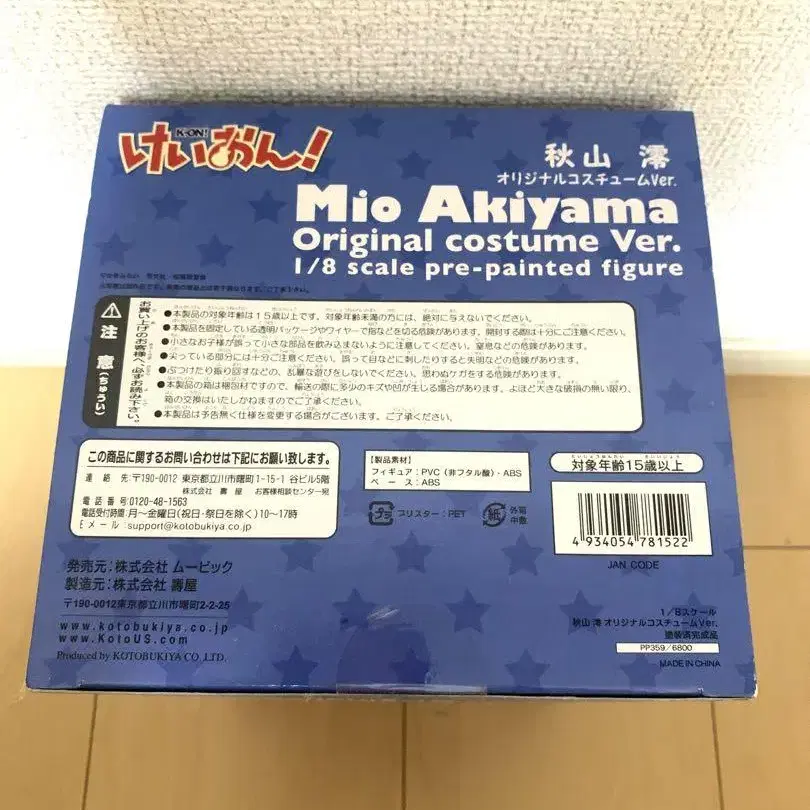 K-ON!
けいおん!
秋山 澪
オリジナルコスチュームVer.
Mio Akiyama
Original costume Ver.
1/8 scale pre-painted figure
注意(ちゅうい)
お買い上げのお客様へ 必ずお読み下さい。
●本製品の対象年齢は15歳以上です。対象年齢未満の方には、絶対に与えないでください。
●本製品を固定している透明パッケージやワイヤーで指などを切る危険があります。開封する際は十分にご注意ください。
●小さなお子様が誤って小さな部品を飲み込まないように注意してください。窒息などの危険があります。
●尖っている部分には十分ご注意ください。誤って目などに刺したりすると失明などの危険があります。
●ぶつけたり振り回すなどの、乱暴な遊びをしないでください。思わぬケガをする危険があります。
●本製品の箱は梱包材ですので、輸送の際に多少のキズや凹が生じる場合があります。よほど大きな破損の無い限り、
箱の交換はいたしかねますのでご了承ください。
●本製品は予告無く仕様を変更する場合がございます。ご了承ください。
この商品に関するお問い合わせは下記にお願い致します。
連絡先:〒190-0012 東京都立川市曙町1-15-1 谷ビル5階
株式会社 壽屋 お客様相談センター宛
電話番号:0120-48-1563
電話受付時間:月〜金曜日(祝日・祭日を除く)10〜17時
Eメール:support@kotobukiya.co.jp
【製品素材】
フィギュア:PVC(非フタル酸)・ABS
ベース:ABS
プラ
ブリスター:PET
紙
外箱
中敷
対象年齢15歳以上
4 934054 781522
JAN CODE
発売元:株式会社 ムービック
製造元:株式会社 壽屋
〒190-0012東京都立川市曙町2-2-25
www.kotobukiya.co.jp
www.KotoUS.com
Produced by KOTOBUKIYA CO., LTD.
1/8スケール
秋山 澪 オリジナルコスチュームVer.
塗装済完成品
PP359/6800
MADE IN CHINA